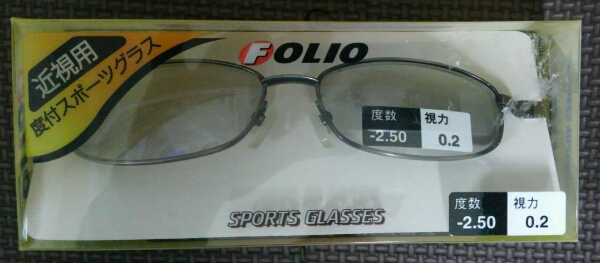 近視用
度付スポーツグラス
FOLIO
度数 視力
-2.50 0.2
SPORTS GLASSES
度数 視力
-2.50 0.2